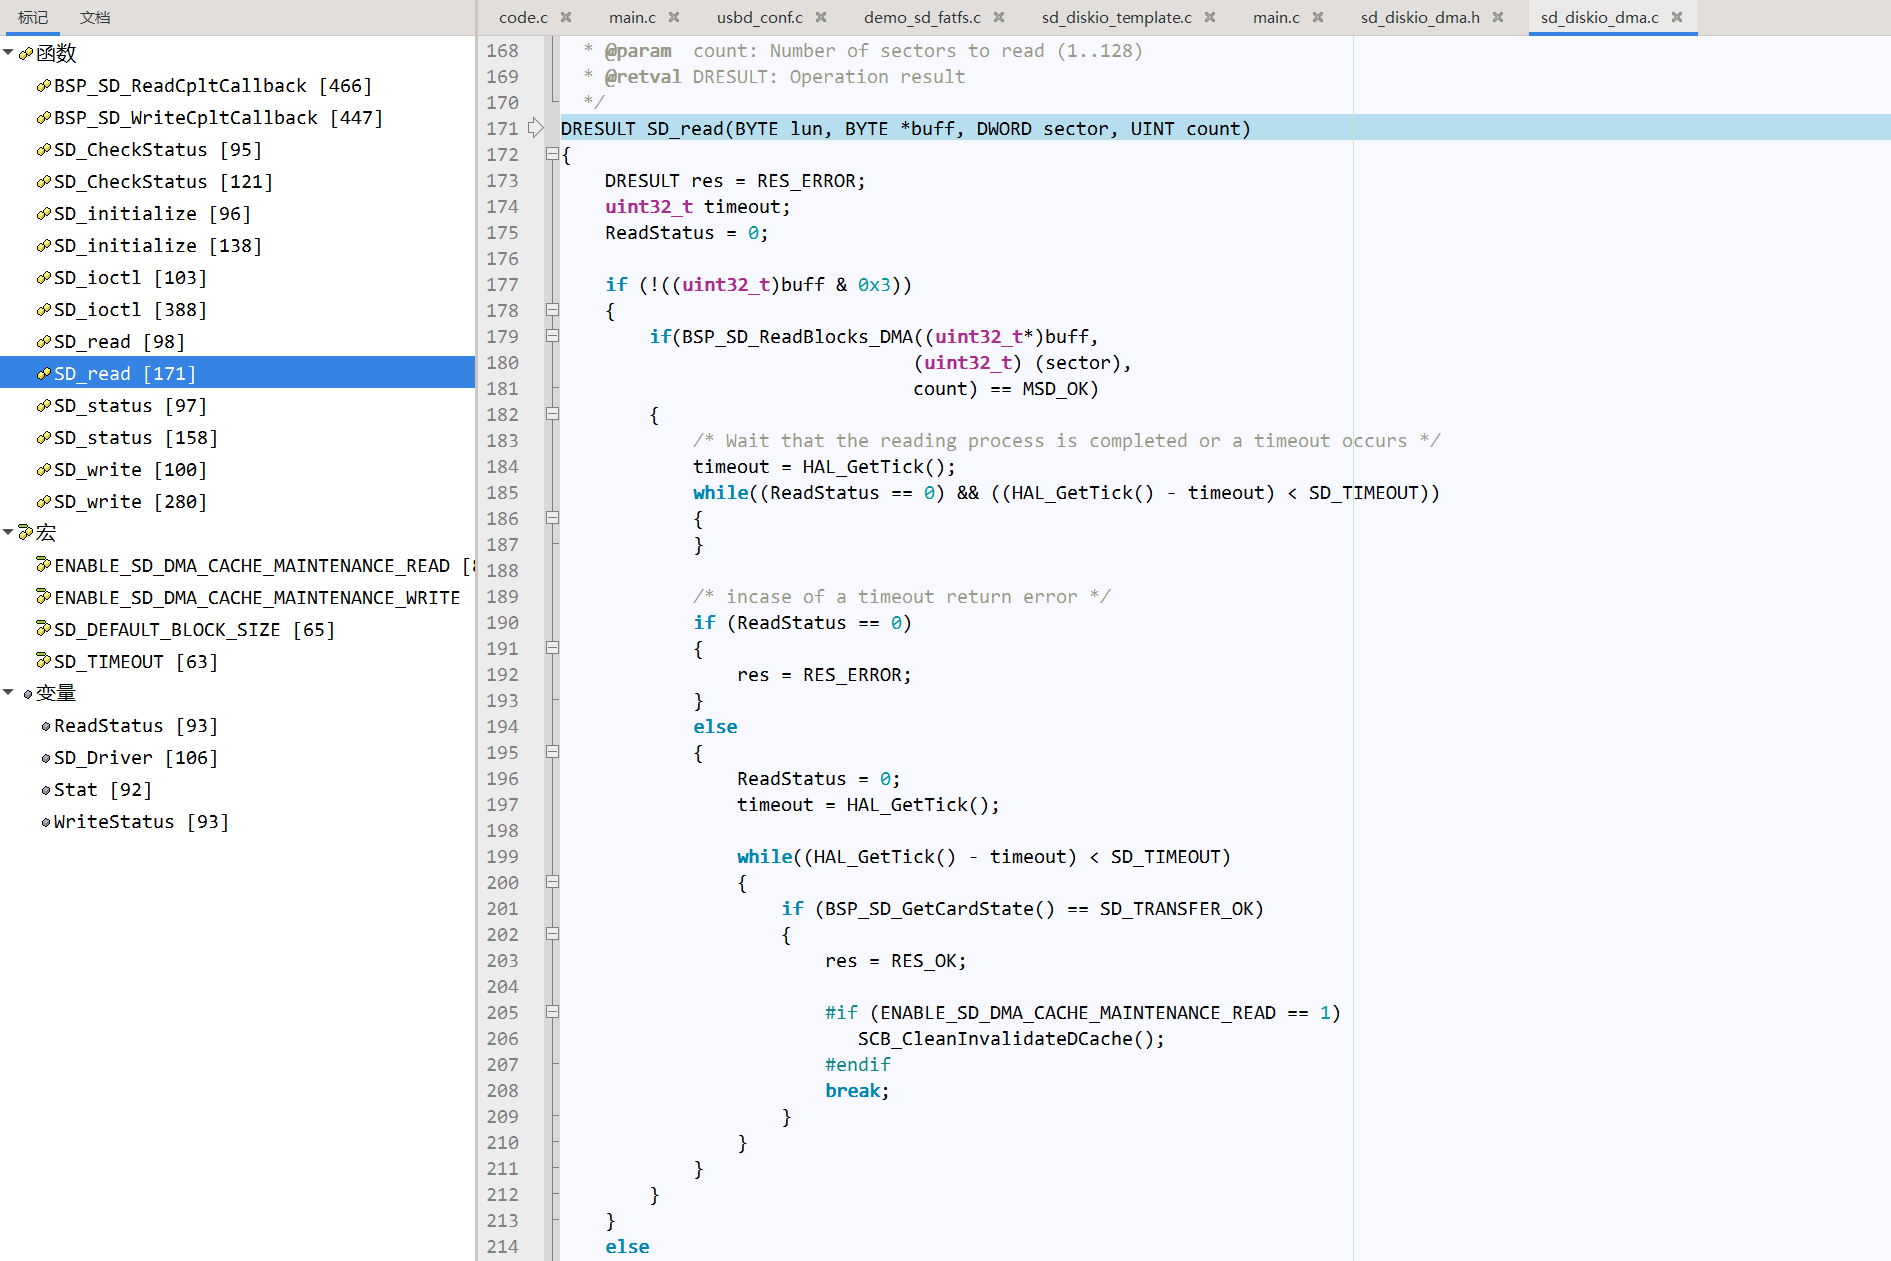 标记 文档
函数
BSP_SD_ReadCpltCallback [466]
BSP_SD_WriteCpltCallback [447]
SD_CheckStatus [95]
SD_CheckStatus [121]
SD_initialize [96]
SD_initialize [138]
SD_ioctl [103]
SD_ioctl [388]
SD_read [98]
SD_read [171]
SD_status [97]
SD_status [158]
SD_write [100]
SD_write [280]
宏
ENABLE_SD_DMA_CACHE_MAINTENANCE_READ [
ENABLE_SD_DMA_CACHE_MAINTENANCE_WRITE
SD_DEFAULT_BLOCK_SIZE [65]
SD_TIMEOUT [63]
变量
ReadStatus [93]
SD_Driver [106]
Stat [92]
WriteStatus [93]
code.c main.c usbd_conf.c demo_sd_fatfs.c sd_diskio_template.c main.c sd_diskio_dma.h sd_diskio_dma.c
168 * @param  count: Number of sectors to read (1..128)
169 * @retval DRESULT: Operation result
170 */
171 DRESULT SD_read(BYTE lun, BYTE *buff, DWORD sector, UINT count)
172 {
173 DRESULT res = RES_ERROR;
174 uint32_t timeout;
175 ReadStatus = 0;
176
177 if (!((uint32_t)buff & 0x3))
178 {
179 if(BSP_SD_ReadBlocks_DMA((uint32_t*)buff,
180 (uint32_t) (sector),
181 count) == MSD_OK)
182 {
183 /* Wait that the reading process is completed or a timeout occurs */
184 timeout = HAL_GetTick();
185 while((ReadStatus == 0) && ((HAL_GetTick() - timeout) < SD_TIMEOUT))
186 {
187 }
188
189 /* incase of a timeout return error */
190 if (ReadStatus == 0)
191 {
192 res = RES_ERROR;
193 }
194 else
195 {
196 ReadStatus = 0;
197 timeout = HAL_GetTick();
198
199 while((HAL_GetTick() - timeout) < SD_TIMEOUT)
200 {
201 if (BSP_SD_GetCardState() == SD_TRANSFER_OK)
202 {
203 res = RES_OK;
204
205 #if (ENABLE_SD_DMA_CACHE_MAINTENANCE_READ == 1)
206 SCB_CleanInvalidateDCache();
207 #endif
208 break;
209 }
210 }
211 }
212 }
213 }
214 else